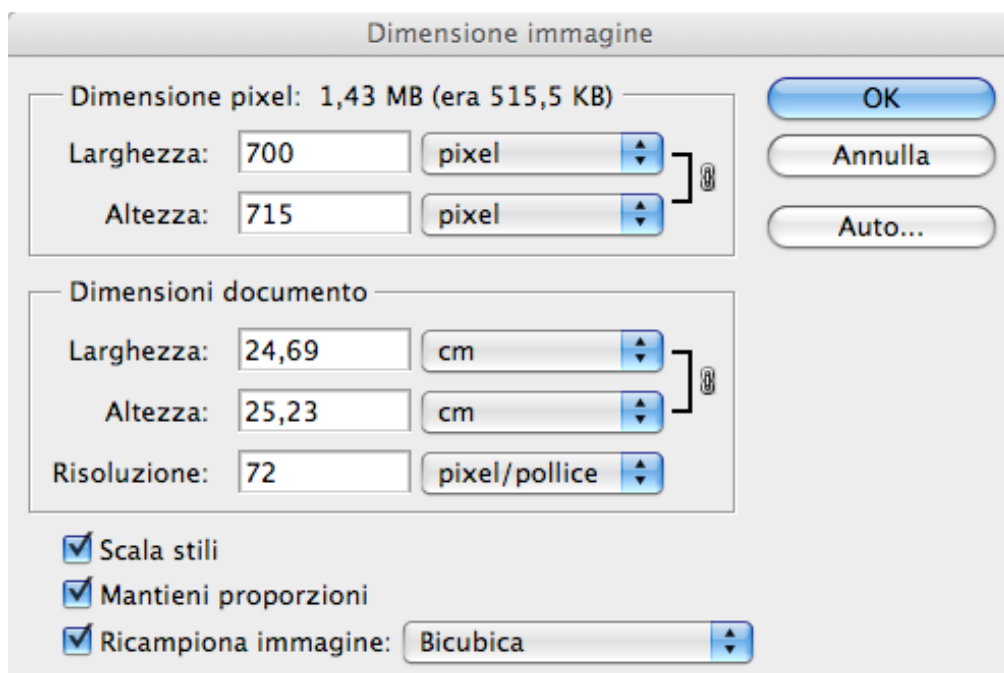 Dimensione immagine
Dimensione pixel: 1,43 MB (era 515,5 KB)
OK
Larghezza: 700 pixel
Annulla
Altezza: 715 pixel
Auto...
Dimensioni documento
Larghezza: 24,69 cm
Altezza: 25,23 cm
Risoluzione: 72 pixel/pollice
Scala stili
Mantieni proporzioni
Ricampiona immagine: Bicubica